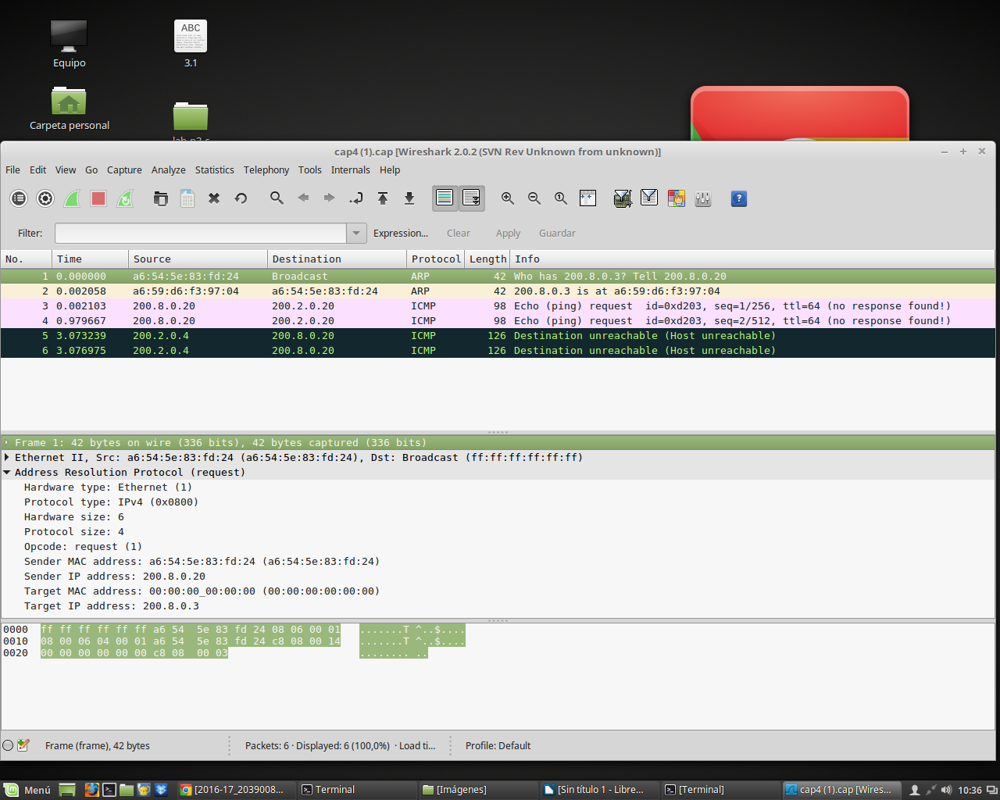 Equipo
ABC
3.1
Carpeta personal
cap4 (1).cap [Wireshark 2.0.2 (SVN Rev Unknown from unknown)]
File Edit View Go Capture Analyze Statistics Telephony Tools Internals Help
Filter: Expression... Clear Apply Guardar
No. Time Source Destination Protocol Length Info
1 0.000000 a6:54:5e:83:fd:24 Broadcast ARP 42 Who has 200.8.0.3? Tell 200.8.0.20
2 0.002058 a6:59:d6:f3:97:04 a6:54:5e:83:fd:24 ARP 42 200.8.0.3 is at a6:59:d6:f3:97:04
3 0.002103 200.8.0.20 200.2.0.20 ICMP 98 Echo (ping) request id=0xd203, seq=1/256, ttl=64 (no response found!)
4 0.979667 200.8.0.20 200.2.0.20 ICMP 98 Echo (ping) request id=0xd203, seq=2/512, ttl=64 (no response found!)
5 3.073239 200.2.0.4 200.8.0.20 ICMP 126 Destination unreachable (Host unreachable)
6 3.076975 200.2.0.4 200.8.0.20 ICMP 126 Destination unreachable (Host unreachable)
Frame 1: 42 bytes on wire (336 bits), 42 bytes captured (336 bits)
Ethernet II, Src: a6:54:5e:83:fd:24 (a6:54:5e:83:fd:24), Dst: Broadcast (ff:ff:ff:ff:ff:ff)
Address Resolution Protocol (request)
Hardware type: Ethernet (1)
Protocol type: IPv4 (0x0800)
Hardware size: 6
Protocol size: 4
Opcode: request (1)
Sender MAC address: a6:54:5e:83:fd:24 (a6:54:5e:83:fd:24)
Sender IP address: 200.8.0.20
Target MAC address: 00:00:00_00:00:00 (00:00:00:00:00:00)
Target IP address: 200.8.0.3
0000 ff ff ff ff ff ff a6 54 5e 83 fd 24 08 06 00 01 .......T ^..$....
0010 08 00 06 04 00 01 a6 54 5e 83 fd 24 c8 08 00 14 .......T ^..$....
0020 00 00 00 00 00 00 c8 08 00 03 ........ ..
Frame (frame), 42 bytes Packets: 6 · Displayed: 6 (100,0%) · Load ti... Profile: Default
Menú [2016-17_2039008... Terminal [Imágenes] [Sin título 1 - Libre... [Terminal] cap4 (1).cap [Wires... 10:36